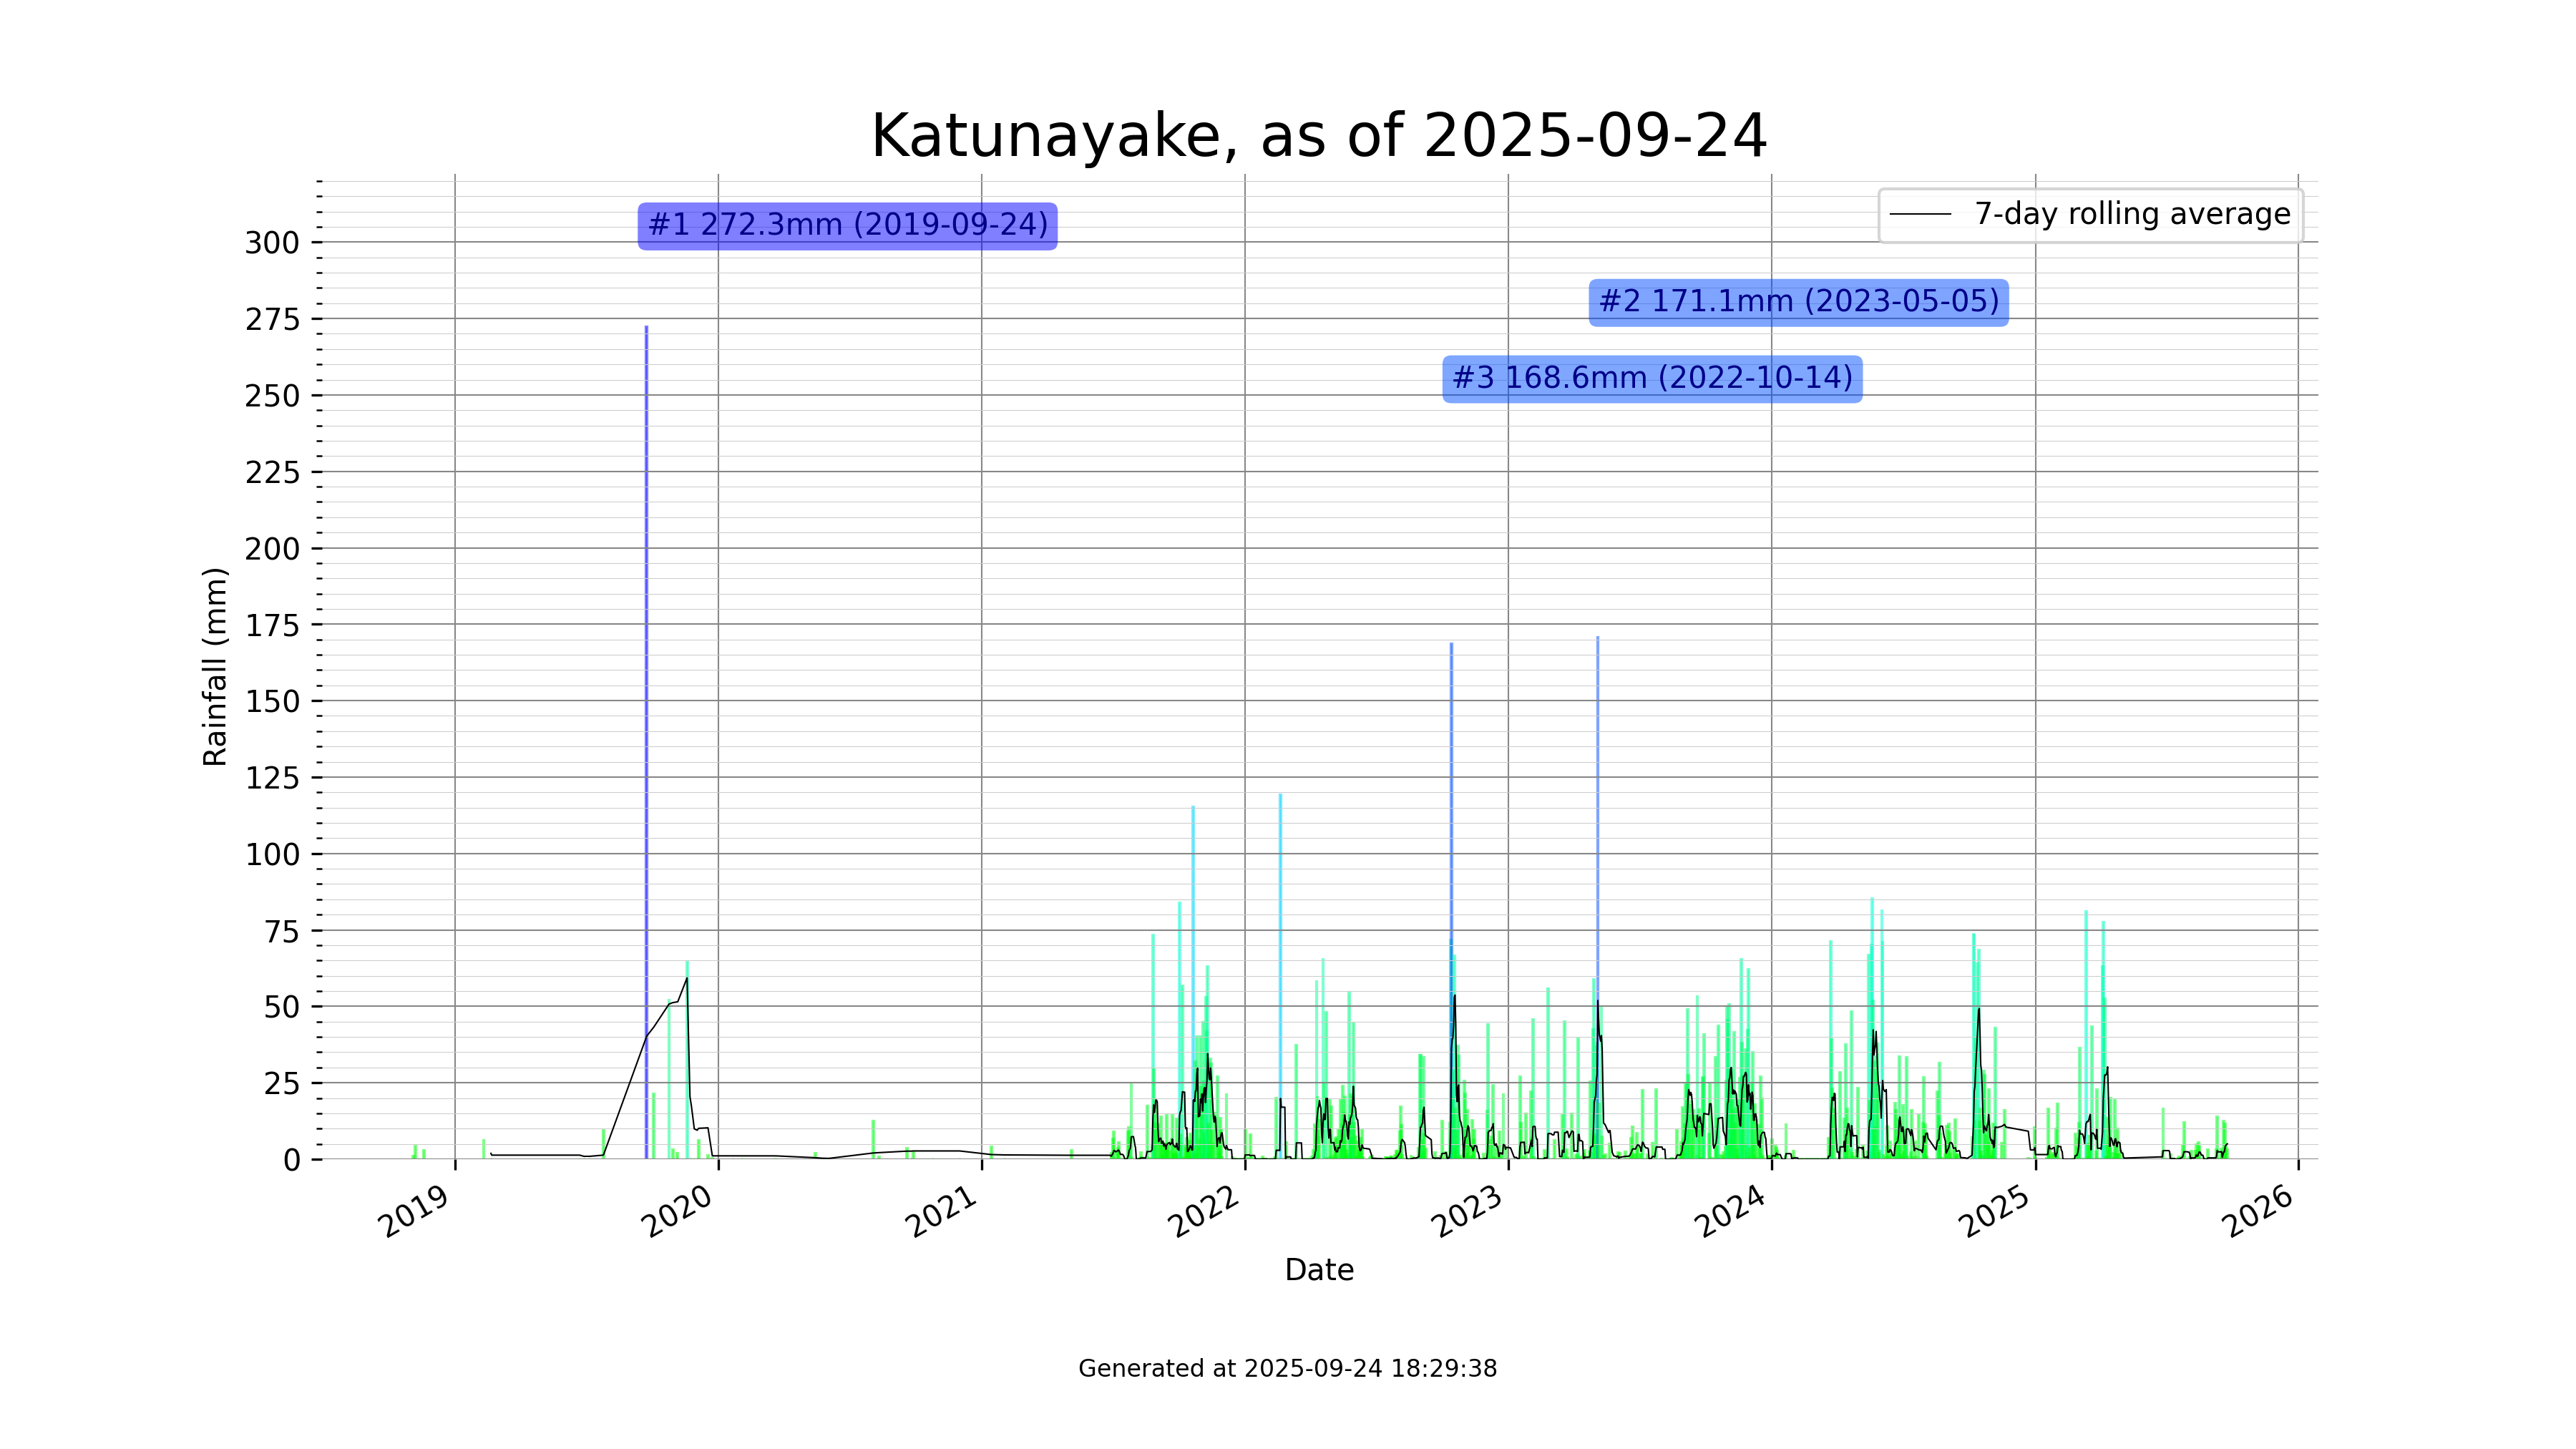 Katunayake, as of 2025-09-24
#1 272.3mm (2019-09-24)
7-day rolling average
#2 171.1mm (2023-05-05)
#3 168.6mm (2022-10-14)
Rainfall (mm)
300
275
250
225
200
175
150
125
100
75
50
25
0
2019
2020
2021
2022
2023
2024
2025
2026
Date
Generated at 2025-09-24 18:29:38